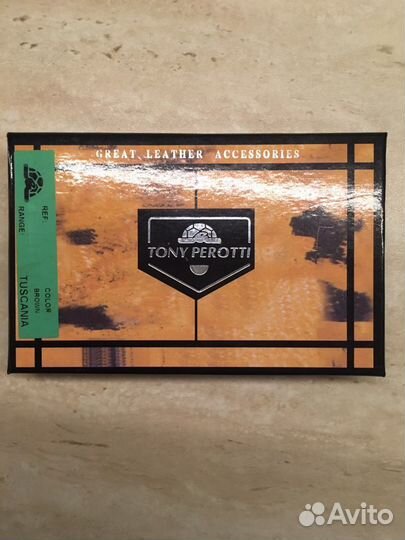 GREAT LEATHER ACCESSORIES
TONY PEROTTI
REF:
COLOR
BROWN
RANGE:
TUSCANIA
Avito